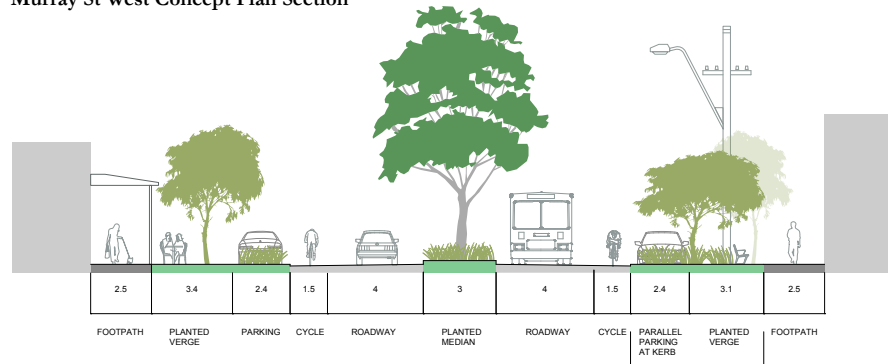 Murray St West Concept Plan Section
2.5 3.4 2.4 1.5 4 3 4 1.5 2.4 3.1 2.5
FOOTPATH PLANTED VERGE PARKING CYCLE ROADWAY PLANTED MEDIAN ROADWAY CYCLE PARALLEL PARKING AT KERB PLANTED VERGE FOOTPATH